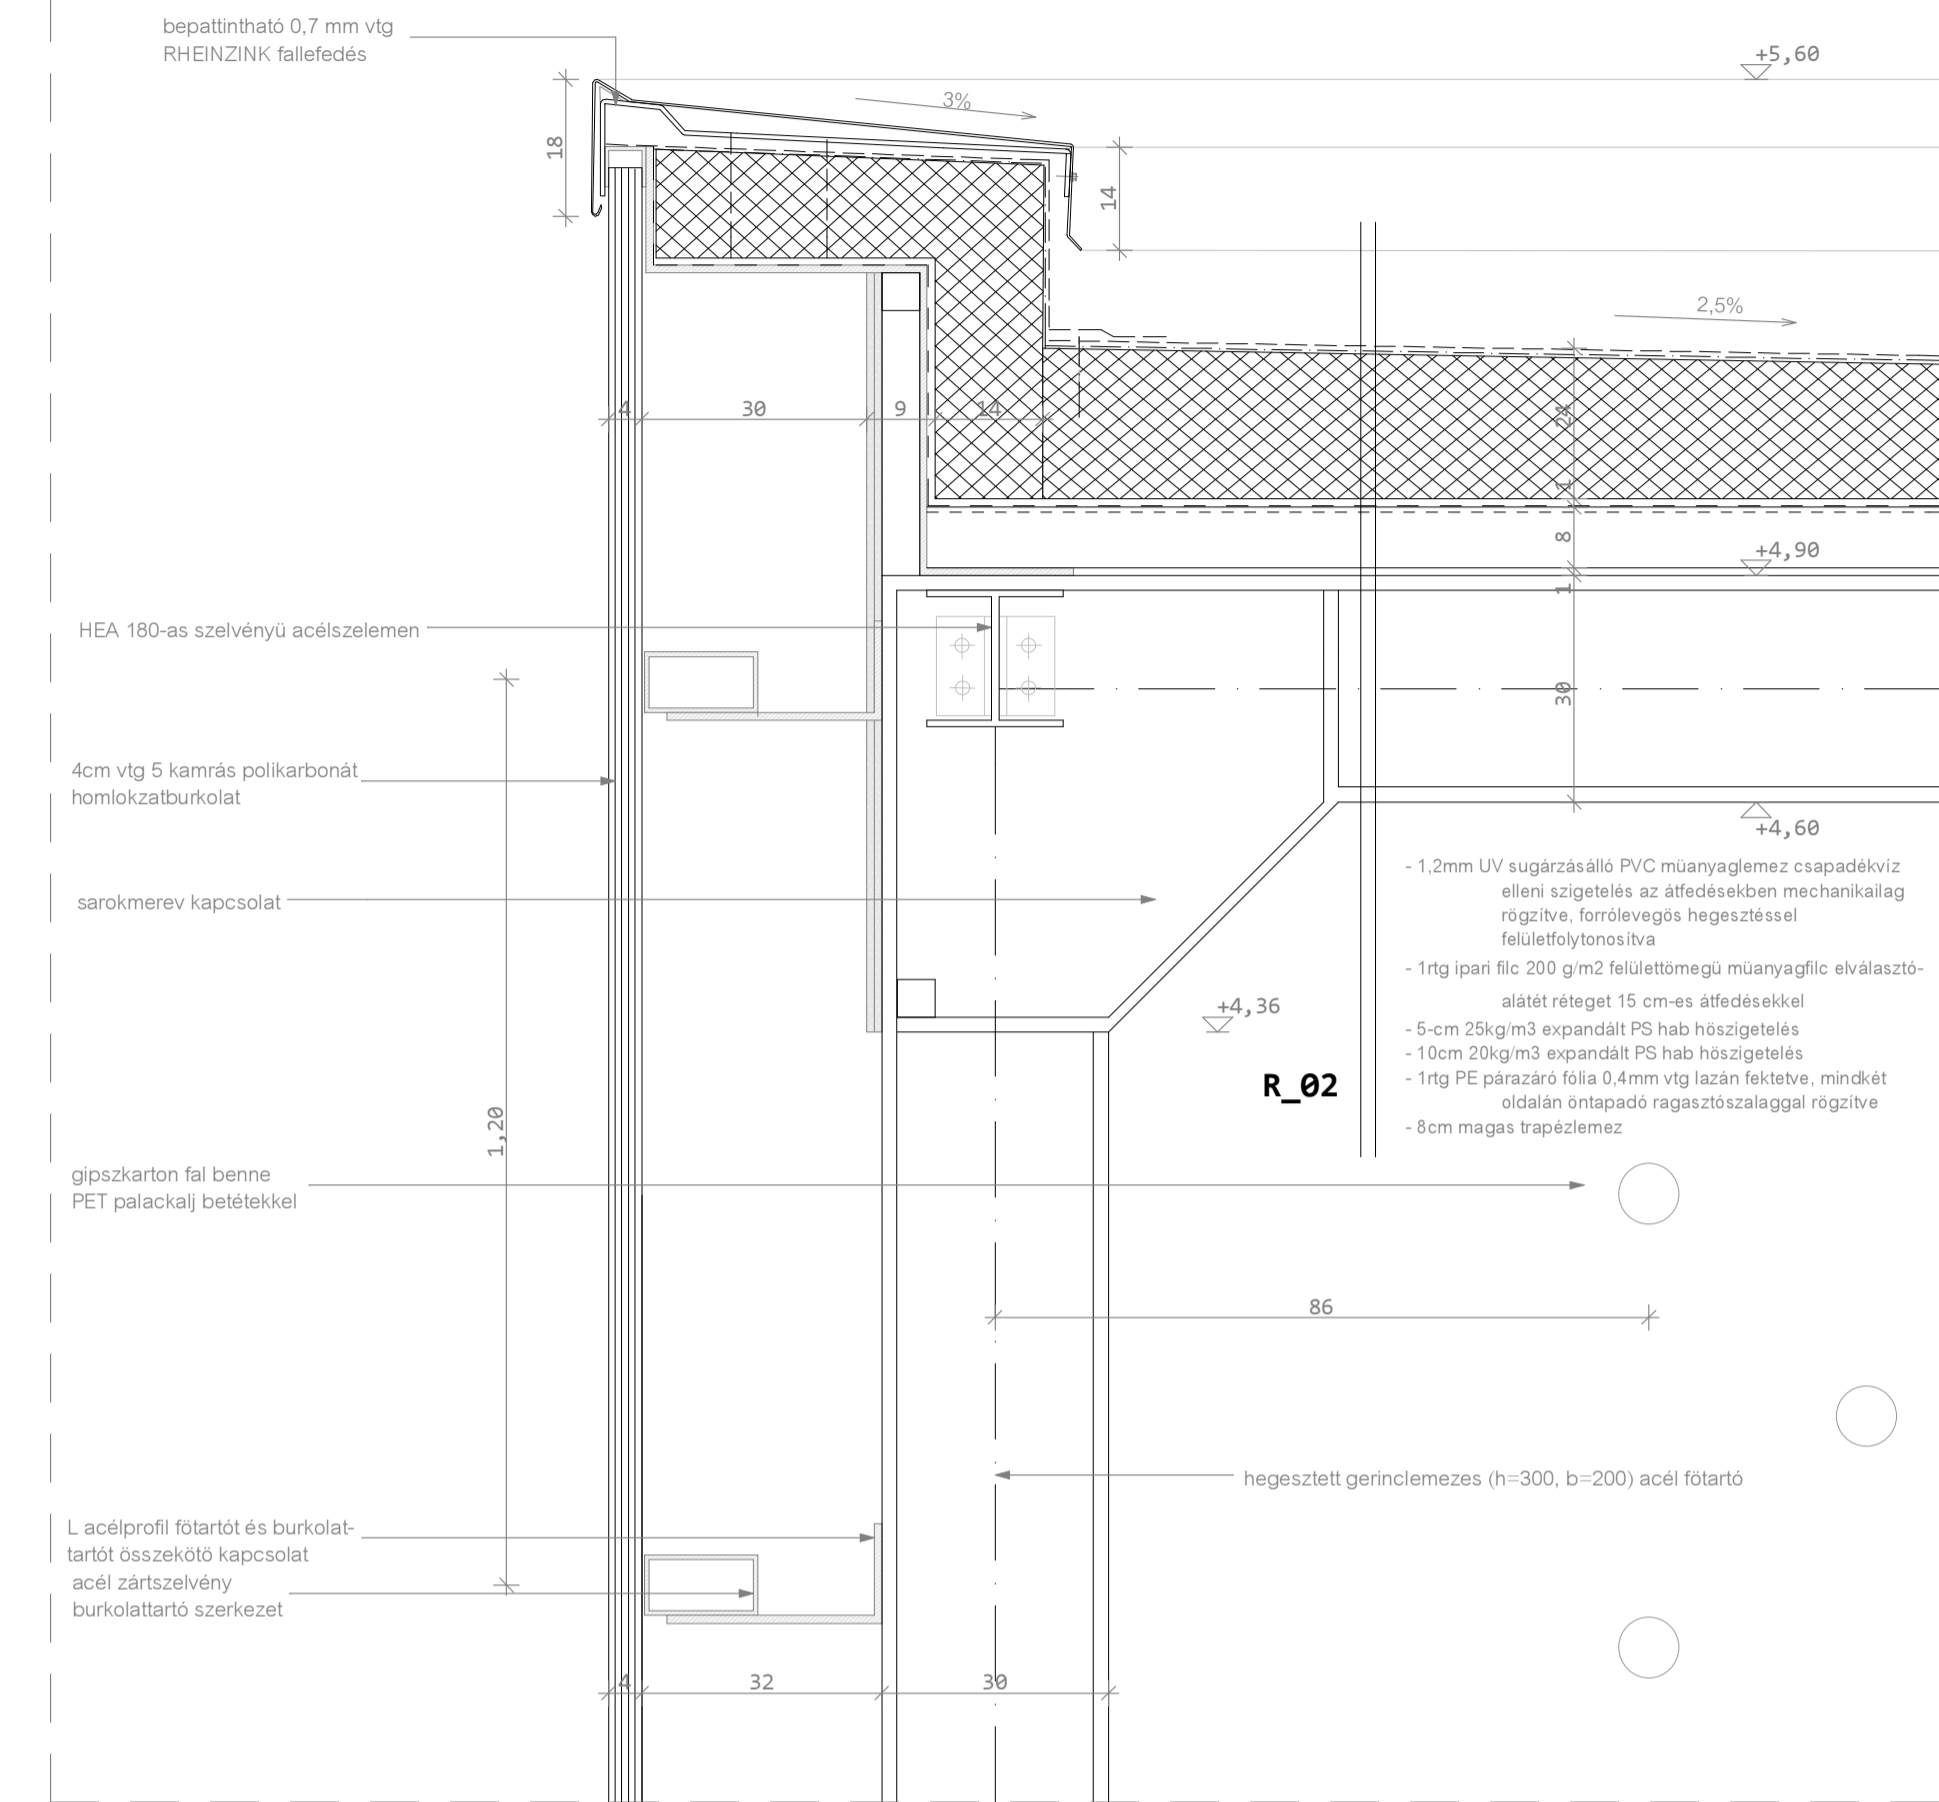 bepattintható 0,7 mm vtg
RHEINZINK fallefedés
+5,60
3%
18
14
2,5%
4
30
9
14
24
1
8
+4,90
1
HEA 180-as szelvényü acélszelemen
30
4cm vtg 5 kamrás polikarbonát
homlokzatburkolat
+4,60
- 1,2mm UV sugárzásálló PVC müanyaglemez csapadékvíz
elleni szigetelés az átfedésekben mechanikailag
rögzítve, forrólevegös hegesztéssel
felületfolytonosítva
- 1rtg ipari filc 200 g/m2 felülettömegü müanyagfilc elválasztó-
alátét réteget 15 cm-es átfedésekkel
- 5-cm 25kg/m3 expandált PS hab höszigetelés
- 10cm 20kg/m3 expandált PS hab höszigetelés
- 1rtg PE párazáró fólia 0,4mm vtg lazán fektetve, mindkét
oldalán öntapadó ragasztószalaggal rögzítve
- 8cm magas trapézlemez
sarokmerev kapcsolat
+4,36
R_02
1,20
gipszkarton fal benne
PET palackalj betétekkel
86
hegesztett gerinclemezes (h=300, b=200) acél fötartó
L acélprofil fötartót és burkolat-
tartót összekötö kapcsolat
acél zártszelvény
burkolattartó szerkezet
4
32
30